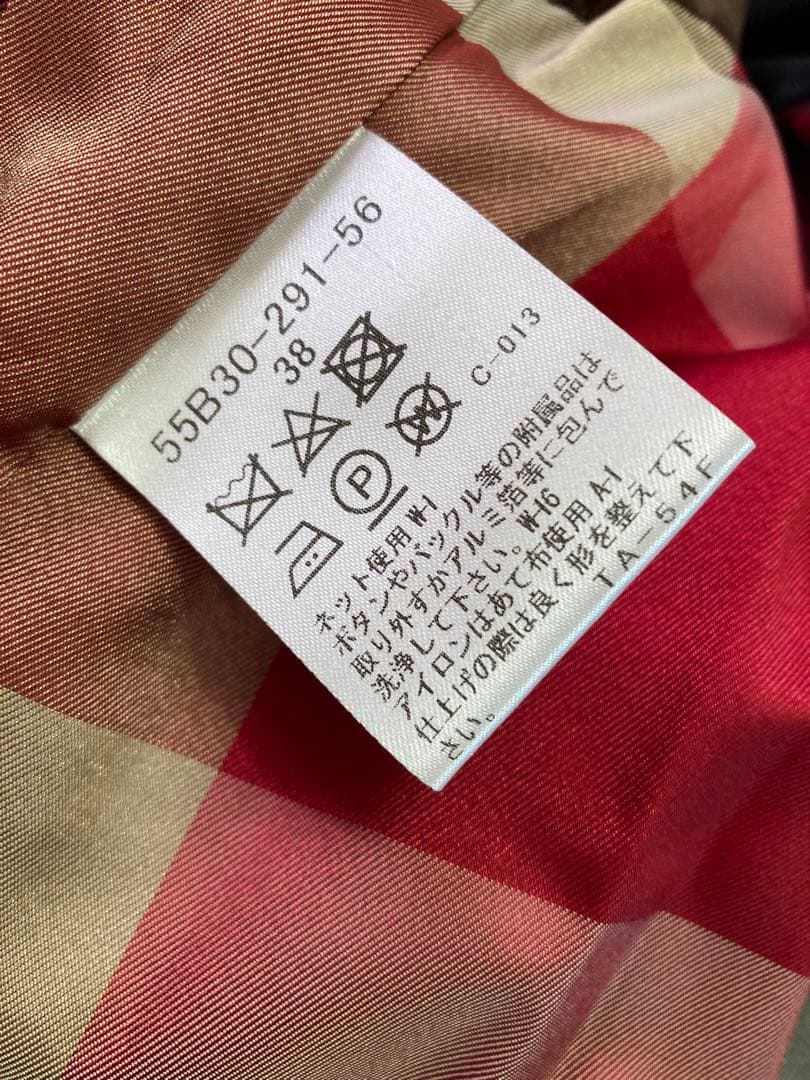 55B30-291-56
38
P
W
C-013
ネット使用 W-1
ボタンやバックル等の附属品は
取り外すかアルミ箔等に包んで
洗浄して下さい。W-16
アイロンはあて布使用 A-1
仕上げの際は良く形を整えて下
さい。
TA-54F